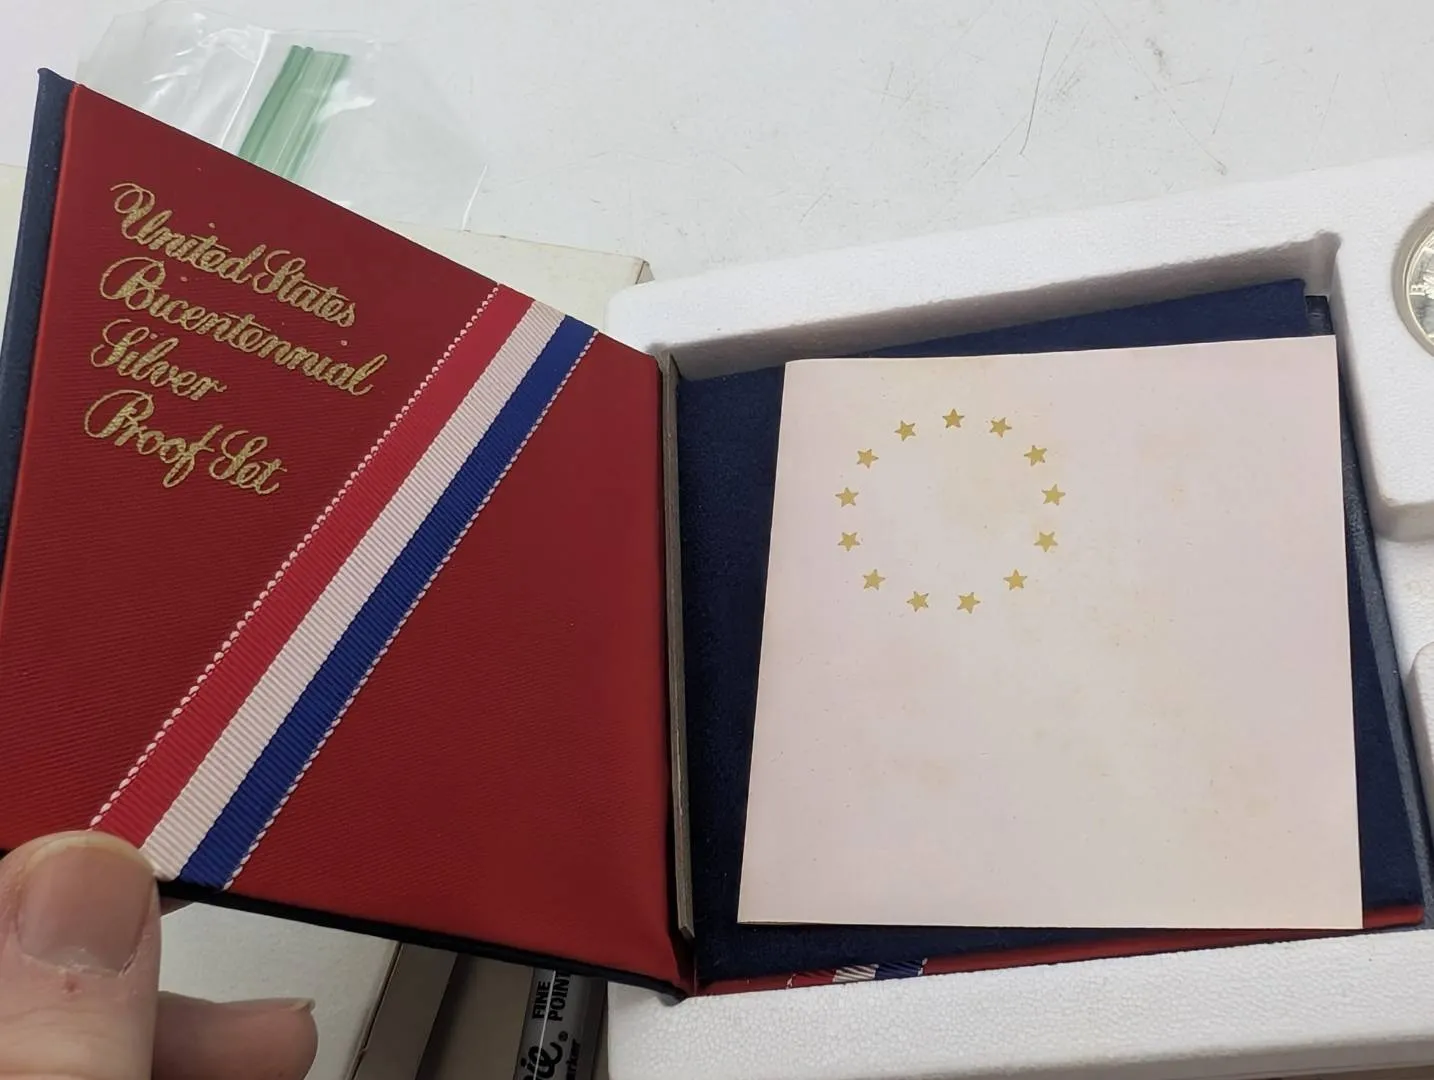 United States
Bicentennial
Silver
Proof Set
FINE
POINT